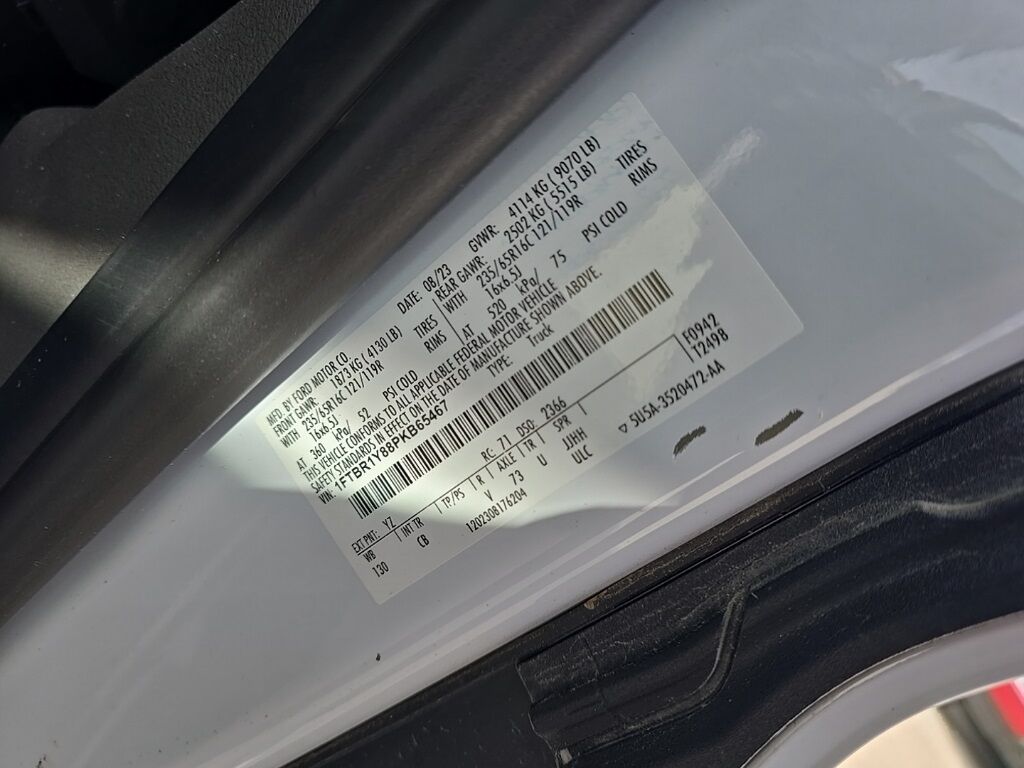 MFD. BY FORD MOTOR CO.
DATE: 08/23 GVWR: 4114 KG ( 9070 LB)
FRONT GAWR: 1873 KG ( 4130 LB) REAR GAWR: 2502 KG ( 5515 LB)
WITH 235/65R16C 121/119R TIRES WITH 235/65R16C 121/119R TIRES
16x6.5J RIMS 16x6.5J RIMS
AT 360 kPa/ 52 PSI COLD AT 520 kPa/ 75 PSI COLD
THIS VEHICLE CONFORMS TO ALL APPLICABLE FEDERAL MOTOR VEHICLE
SAFETY STANDARDS IN EFFECT ON THE DATE OF MANUFACTURE SHOWN ABOVE.
VIN: 1FTBR1Y88PKB65467 TYPE: Truck
EXT PNT: YZ RC: 71 DSO: 2366 F0942
WB INT TR TP/PS R AXLE TR SPR 12498
130 CB V 73 U JJHH
1202308176204 ULC ▽ 5U5A-3520472-AA